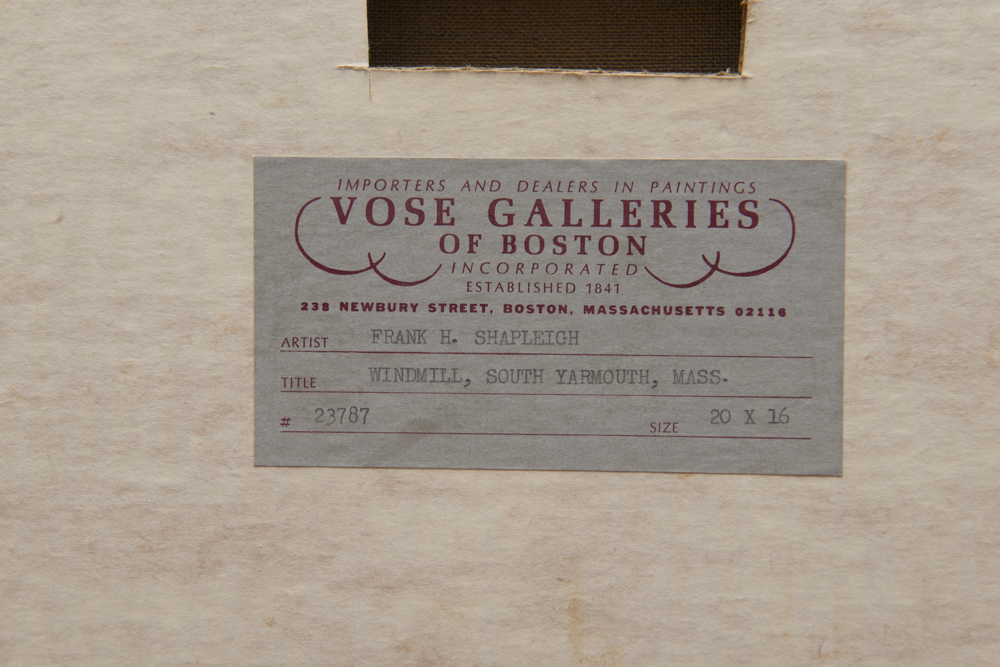 IMPORTERS AND DEALERS IN PAINTINGS
VOSE GALLERIES
OF BOSTON
INCORPORATED
ESTABLISHED 1841
238 NEWBURY STREET, BOSTON, MASSACHUSETTS 02116
ARTIST FRANK H. SHAPLEIGH
TITLE WINDMILL, SOUTH YARMOUTH, MASS.
# 23787 SIZE 20 X 16